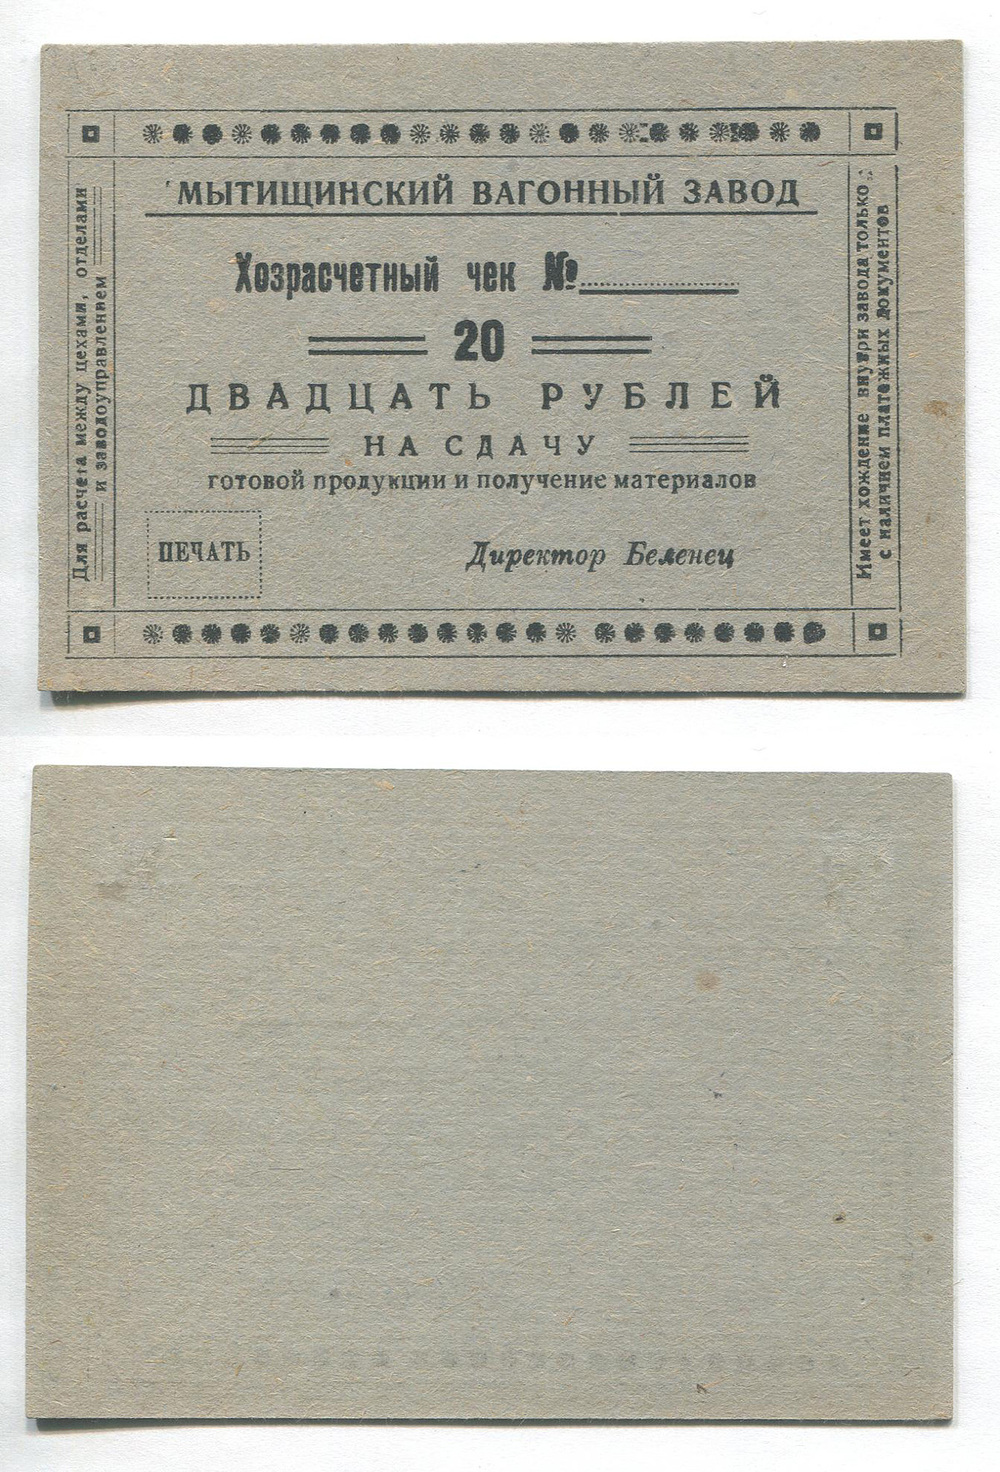 МЫТИЩИНСКИЙ ВАГОННЫЙ ЗАВОД
Хозрасчетный чек №
20
ДВАДЦАТЬ РУБЛЕЙ
НА СДАЧУ
готовой продукции и получение материалов
ПЕЧАТЬ
Директор Беленец
Для расчета между цехами, отделами
и заводоуправлением
Имеет хождение внутри завода только
с наличием платежных документов